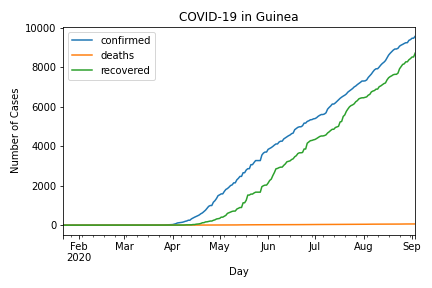 COVID-19 in Guinea
confirmed
deaths
recovered
Number of Cases
10000
8000
6000
4000
2000
0
Feb
2020
Mar
Apr
May
Jun
Jul
Aug
Sep
Day